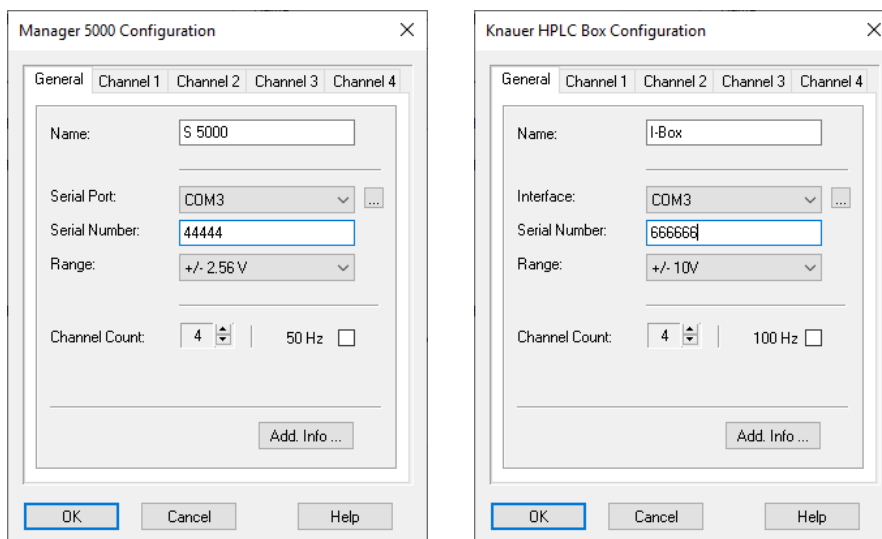 Manager 5000 Configuration
General Channel 1 Channel 2 Channel 3 Channel 4
Name: S 5000
Serial Port: COM3 ...
Serial Number: 44444
Range: +/- 2.56 V
Channel Count: 4 50 Hz
Add. Info ...
OK Cancel Help
Knauer HPLC Box Configuration
General Channel 1 Channel 2 Channel 3 Channel 4
Name: I-Box
Interface: COM3 ...
Serial Number: 666666
Range: +/- 10V
Channel Count: 4 100 Hz
Add. Info ...
OK Cancel Help